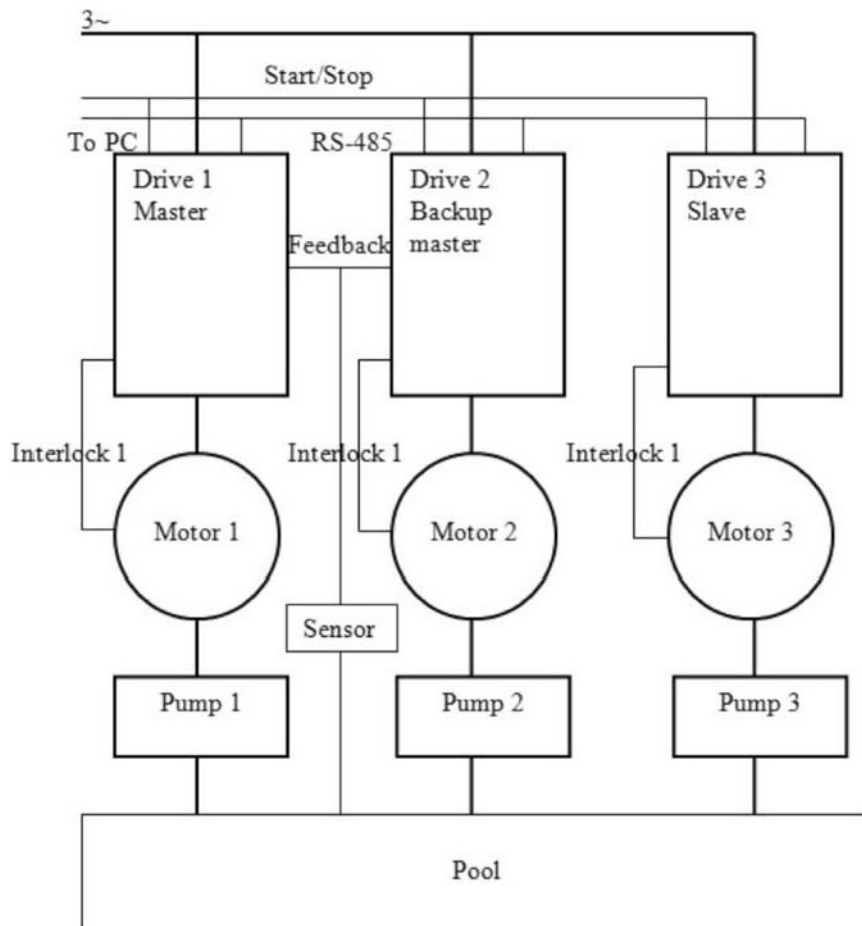 3~
Start/Stop
To PC
RS-485
Drive 1
Master
Drive 2
Backup
master
Drive 3
Slave
Feedback
Interlock 1
Interlock 1
Interlock 1
Motor 1
Motor 2
Motor 3
Sensor
Pump 1
Pump 2
Pump 3
Pool